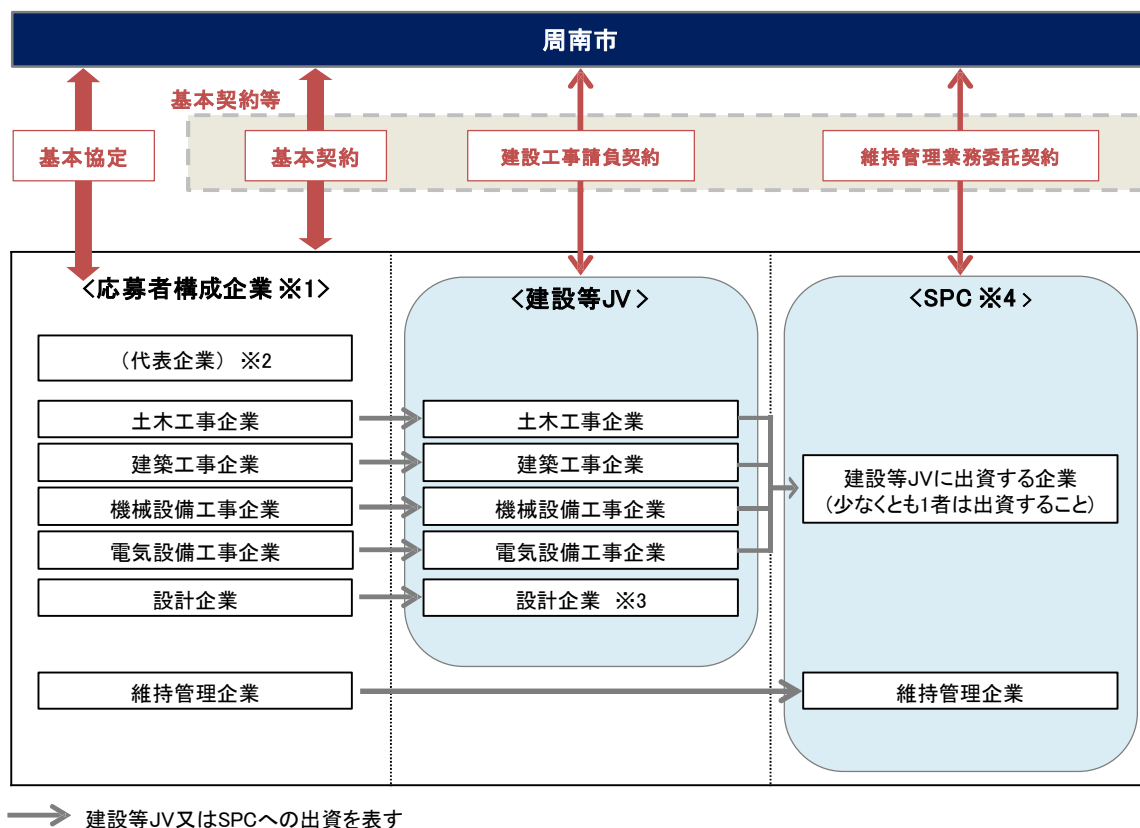 周南市
基本契約等
基本協定
基本契約
建設工事請負契約
維持管理業務委託契約
<応募者構成企業 ※1>
(代表企業) ※2
土木工事企業
建築工事企業
機械設備工事企業
電気設備工事企業
設計企業
維持管理企業
<建設等JV>
土木工事企業
建築工事企業
機械設備工事企業
電気設備工事企業
設計企業 ※3
<SPC ※4>
建設等JVに出資する企業
(少なくとも1者は出資すること)
維持管理企業
建設等JV又はSPCへの出資を表す